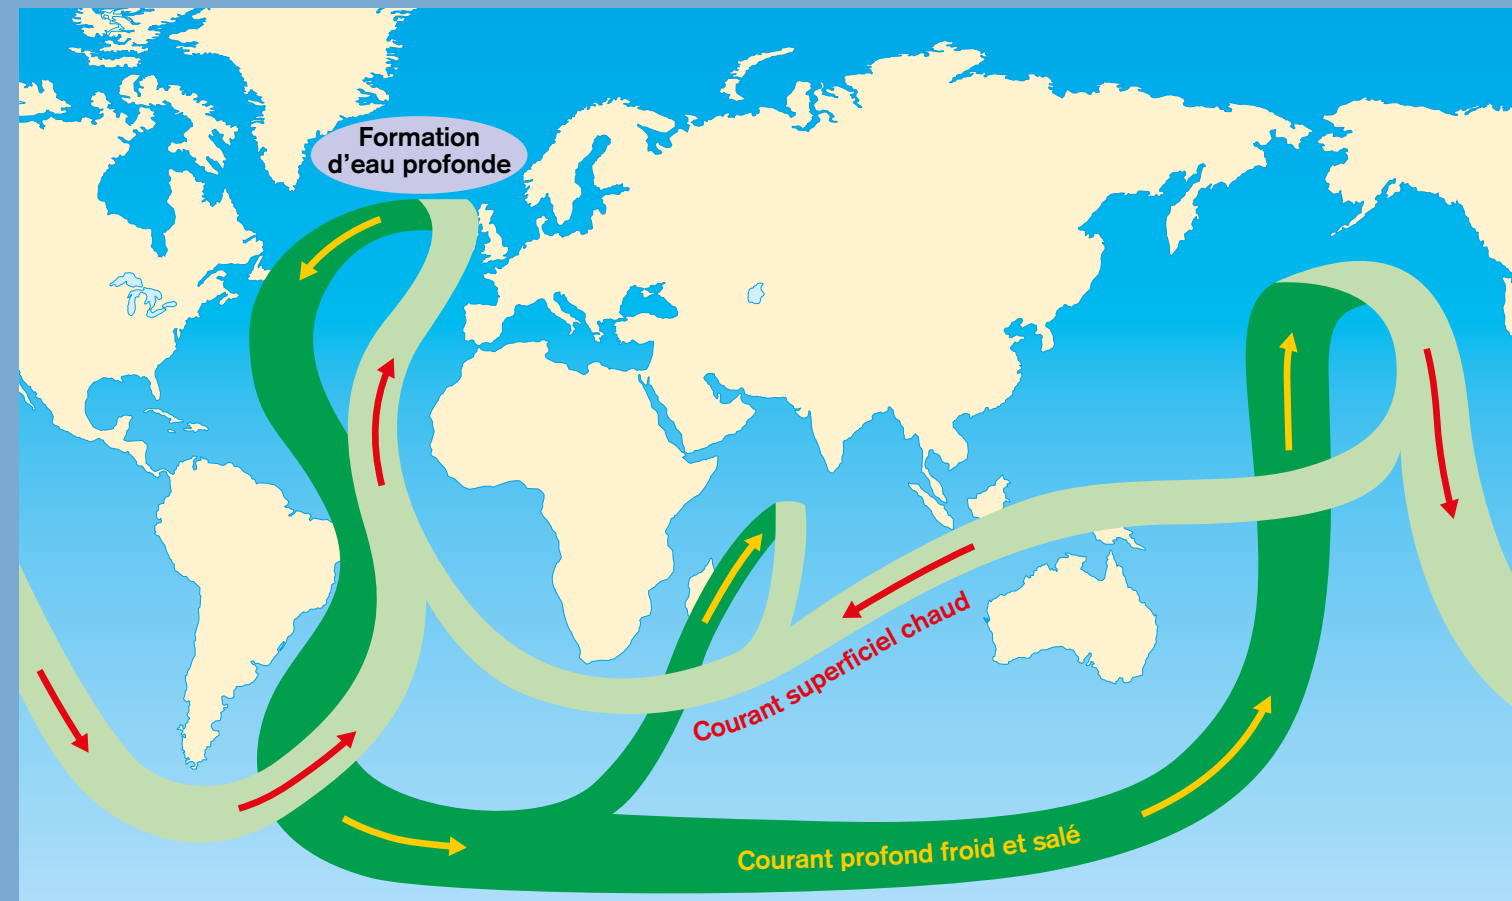 Formation
d’eau profonde
Courant superficiel chaud
Courant profond froid et salé